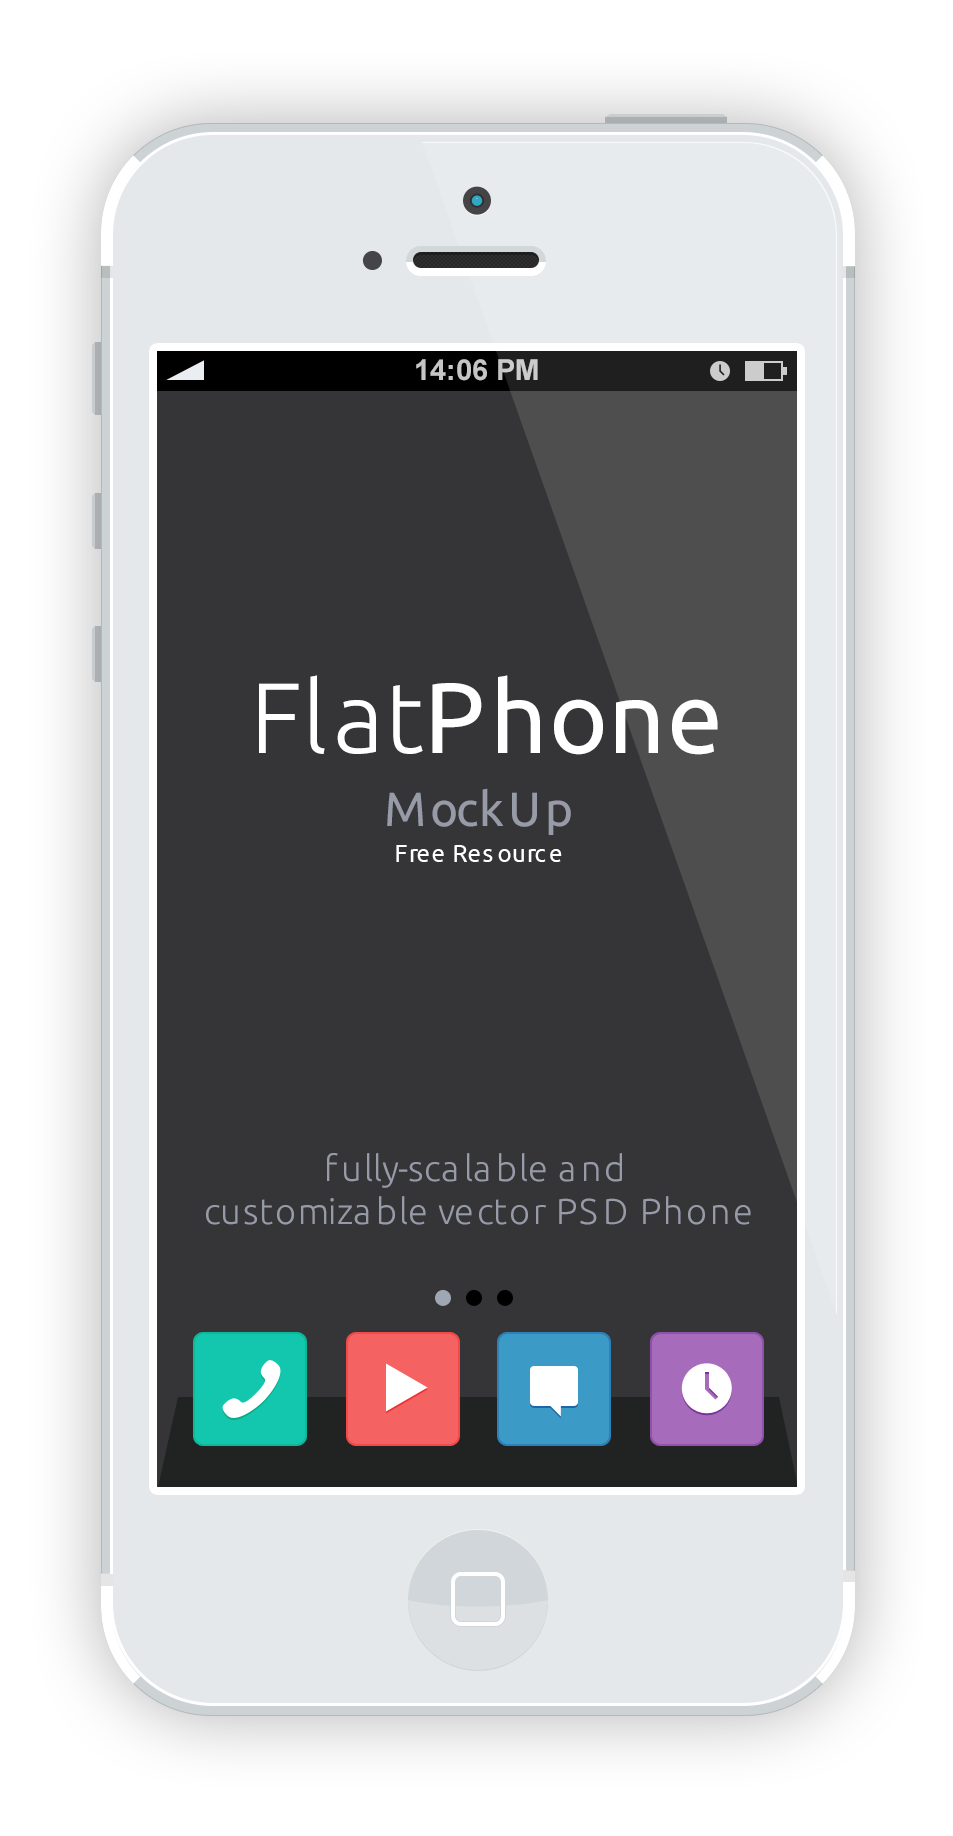 14:06 PM
FlatPhone
MockUp
Free Resource
fully-scalable and
customizable vector PSD Phone